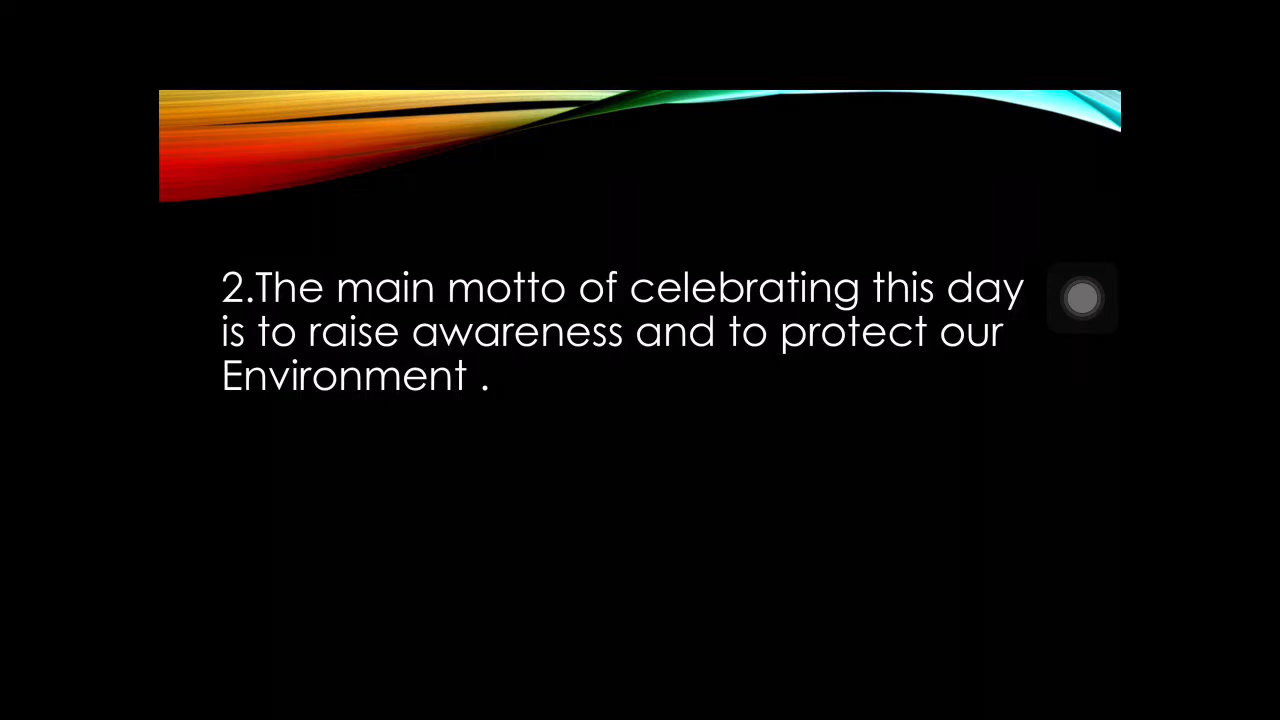 2.The main motto of celebrating this day
is to raise awareness and to protect our
Environment .